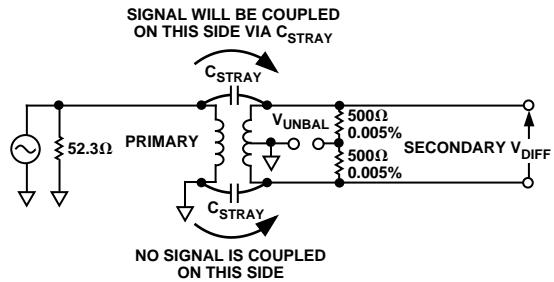 SIGNAL WILL BE COUPLED
ON THIS SIDE VIA CSTRAY
CSTRAY
VUNBAL
500Ω
0.005%
52.3Ω
PRIMARY
SECONDARY VDIFF
500Ω
0.005%
CSTRAY
NO SIGNAL IS COUPLED
ON THIS SIDE